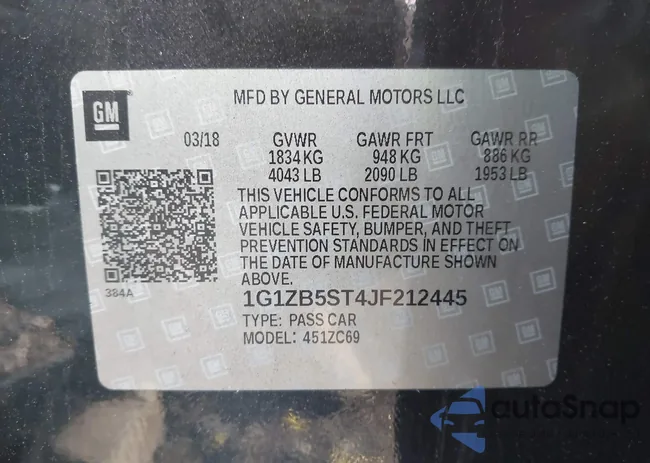 GM
MFD BY GENERAL MOTORS LLC
03/18 GVWR GAWR FRT GAWR RR
1834 KG 948 KG 886 KG
4043 LB 2090 LB 1953 LB
THIS VEHICLE CONFORMS TO ALL
APPLICABLE U.S. FEDERAL MOTOR
VEHICLE SAFETY, BUMPER, AND THEFT
PREVENTION STANDARDS IN EFFECT ON
THE DATE OF MANUFACTURE SHOWN
ABOVE.
384A
1G1ZB5ST4JF212445
TYPE: PASS CAR
MODEL: 451ZC69
autoSnap